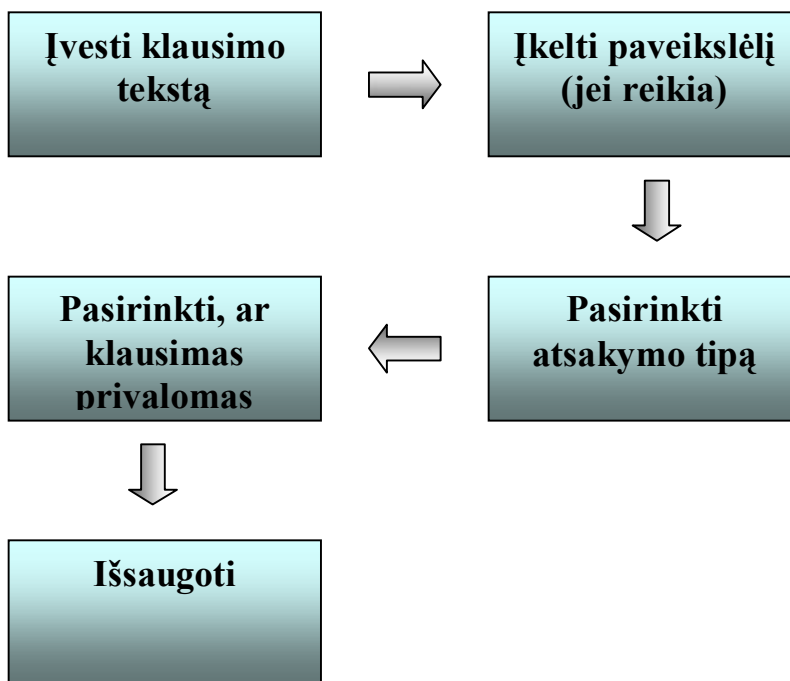 Įvesti klausimo
tekstą
Įkelti paveikslėlį
(jei reikia)
Pasirinkti
atsakymo tipą
Pasirinkti, ar
klausimas
privalomas
Išsaugoti